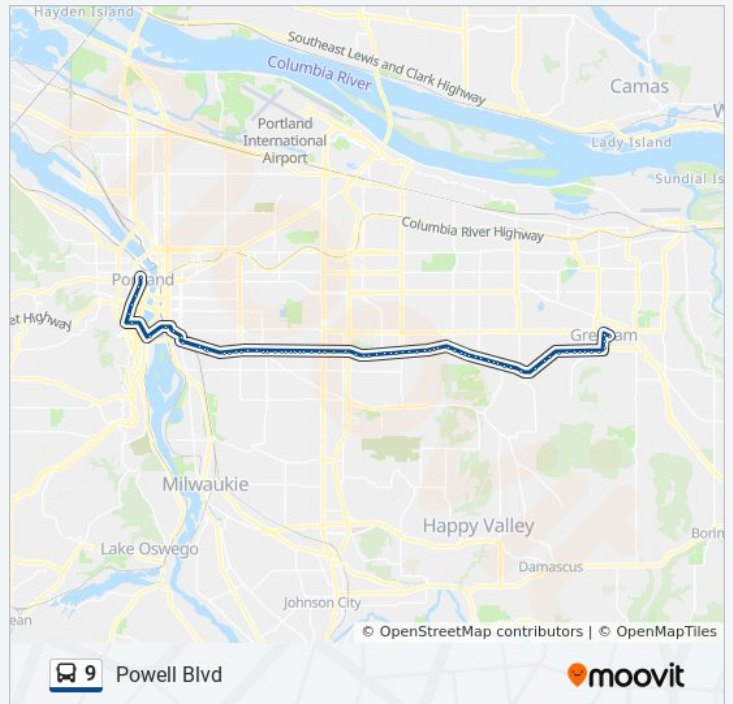 Hayden Island
Southeast Lewis and Clark Highway
Columbia River
Camas
Portland
International
Airport
Lady Island
Sundial Is
Columbia River Highway
Portland
et Highway
Gresham
Milwaukie
Happy Valley
Borin
Lake Oswego
Damascus
Johnson City
ean
© OpenStreetMap contributors | © OpenMapTiles
9 Powell Blvd
moovit